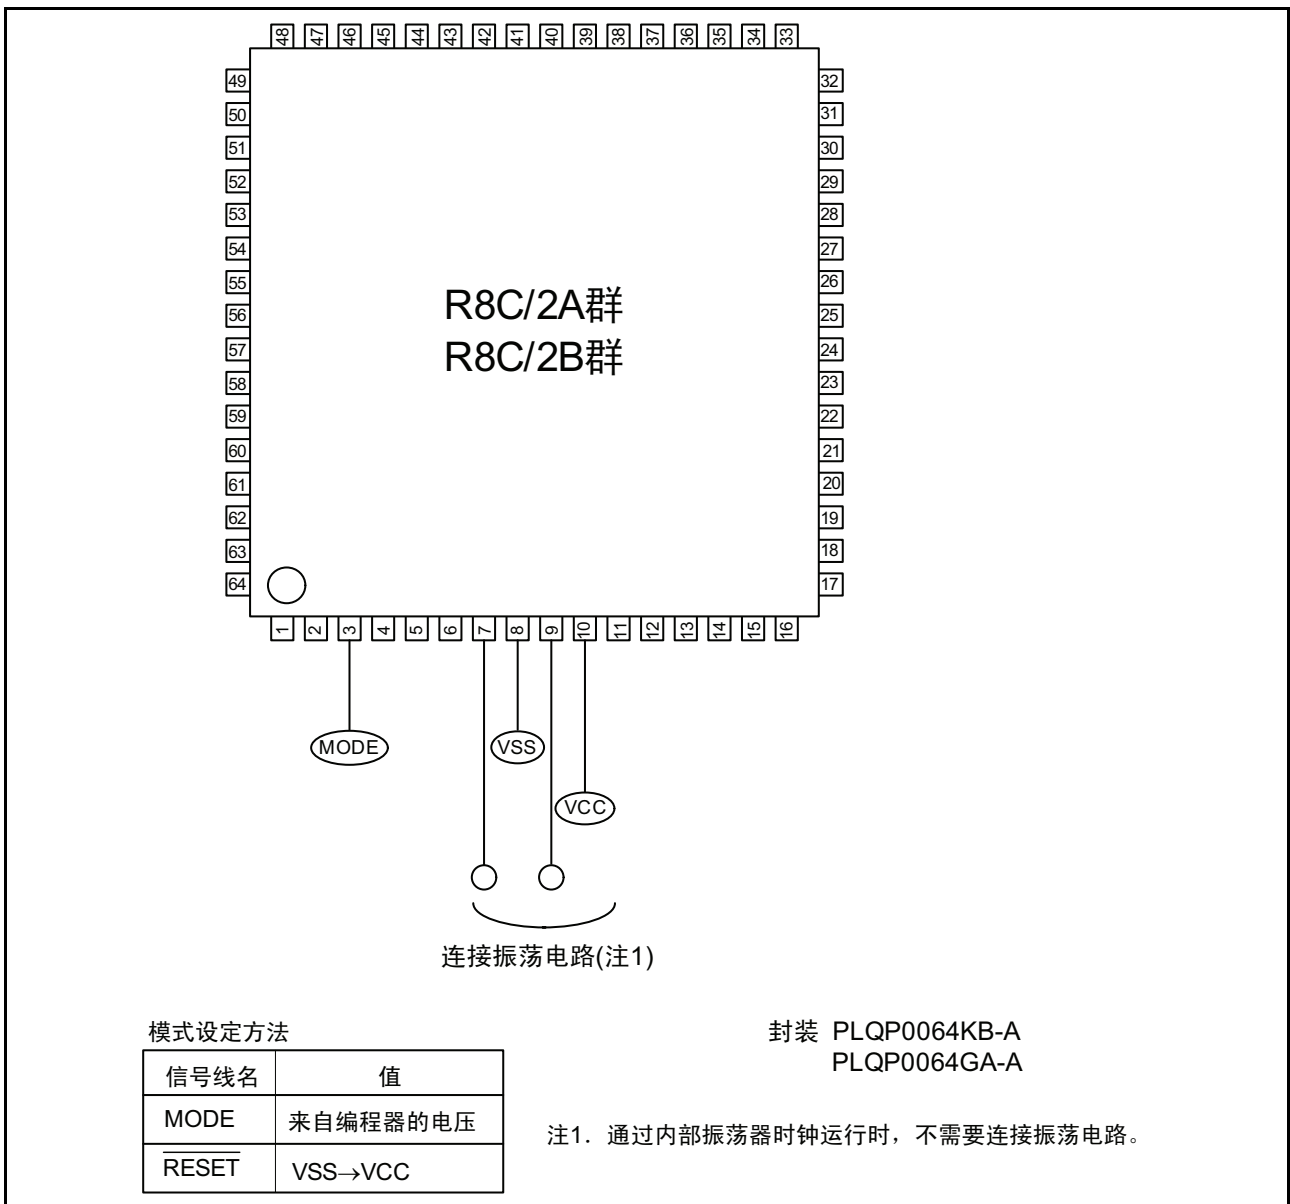 48 47 46 45 44 43 42 41 40 39 38 37 36 35 34 33
49 32
50 31
51 30
52 29
53 28
54 27
55 26
R8C/2A群
56 25
R8C/2B群
57 24
58 23
59 22
60 21
61 20
62 19
63 18
64 17
1 2 3 4 5 6 7 8 9 10 11 12 13 14 15 16
MODE VSS
VCC
连接振荡电路(注1)
模式设定方法
信号线名 值
MODE 来自编程器的电压
RESET VSS→VCC
封装 PLQP0064KB-A
PLQP0064GA-A
注1. 通过内部振荡器时钟运行时，不需要连接振荡电路。